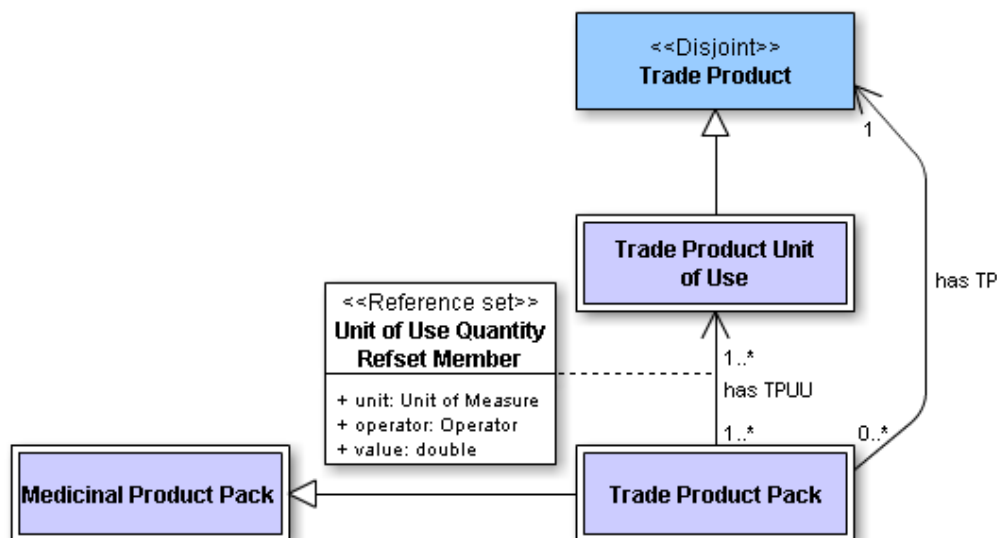 <<Disjoint>>
Trade Product
1
Trade Product Unit
of Use
has TP
<<Reference set>>
Unit of Use Quantity
Refset Member
+ unit: Unit of Measure
+ operator: Operator
+ value: double
1..*
has TPUU
1..*
0..*
Medicinal Product Pack
Trade Product Pack